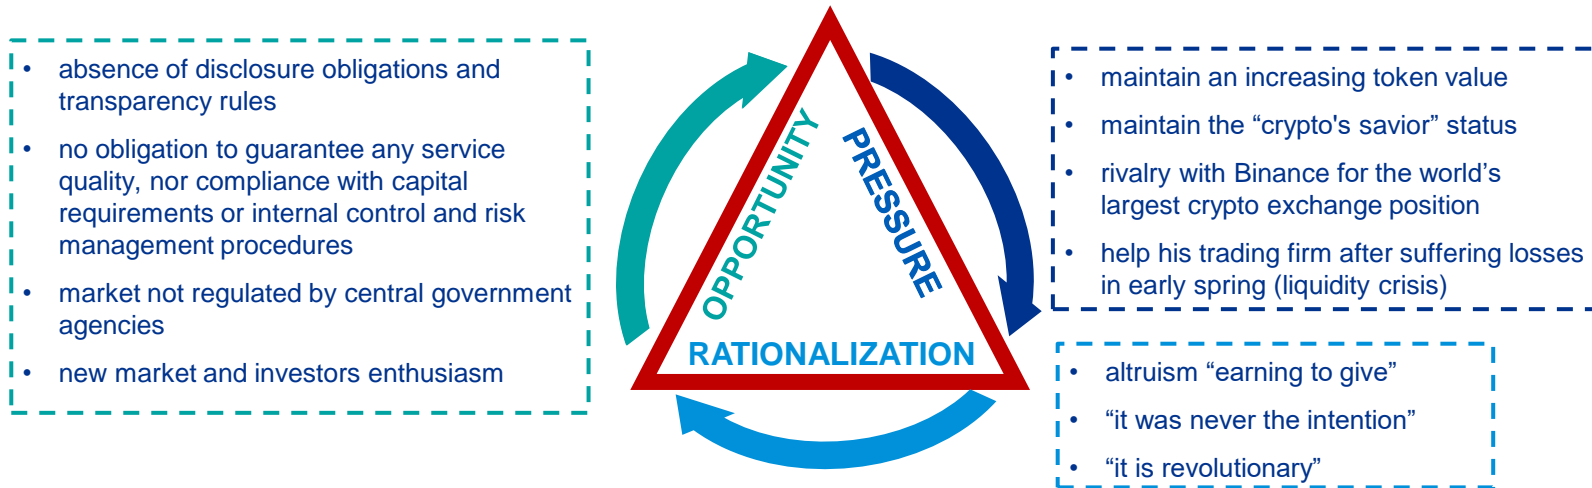 • absence of disclosure obligations and
transparency rules
• no obligation to guarantee any service
quality, nor compliance with capital
requirements or internal control and risk
management procedures
• market not regulated by central government
agencies
• new market and investors enthusiasm
OPPORTUNITY
PRESSURE
RATIONALIZATION
• maintain an increasing token value
• maintain the “crypto's savior” status
• rivalry with Binance for the world’s
largest crypto exchange position
• help his trading firm after suffering losses
in early spring (liquidity crisis)
• altruism “earning to give”
• “it was never the intention”
• “it is revolutionary”